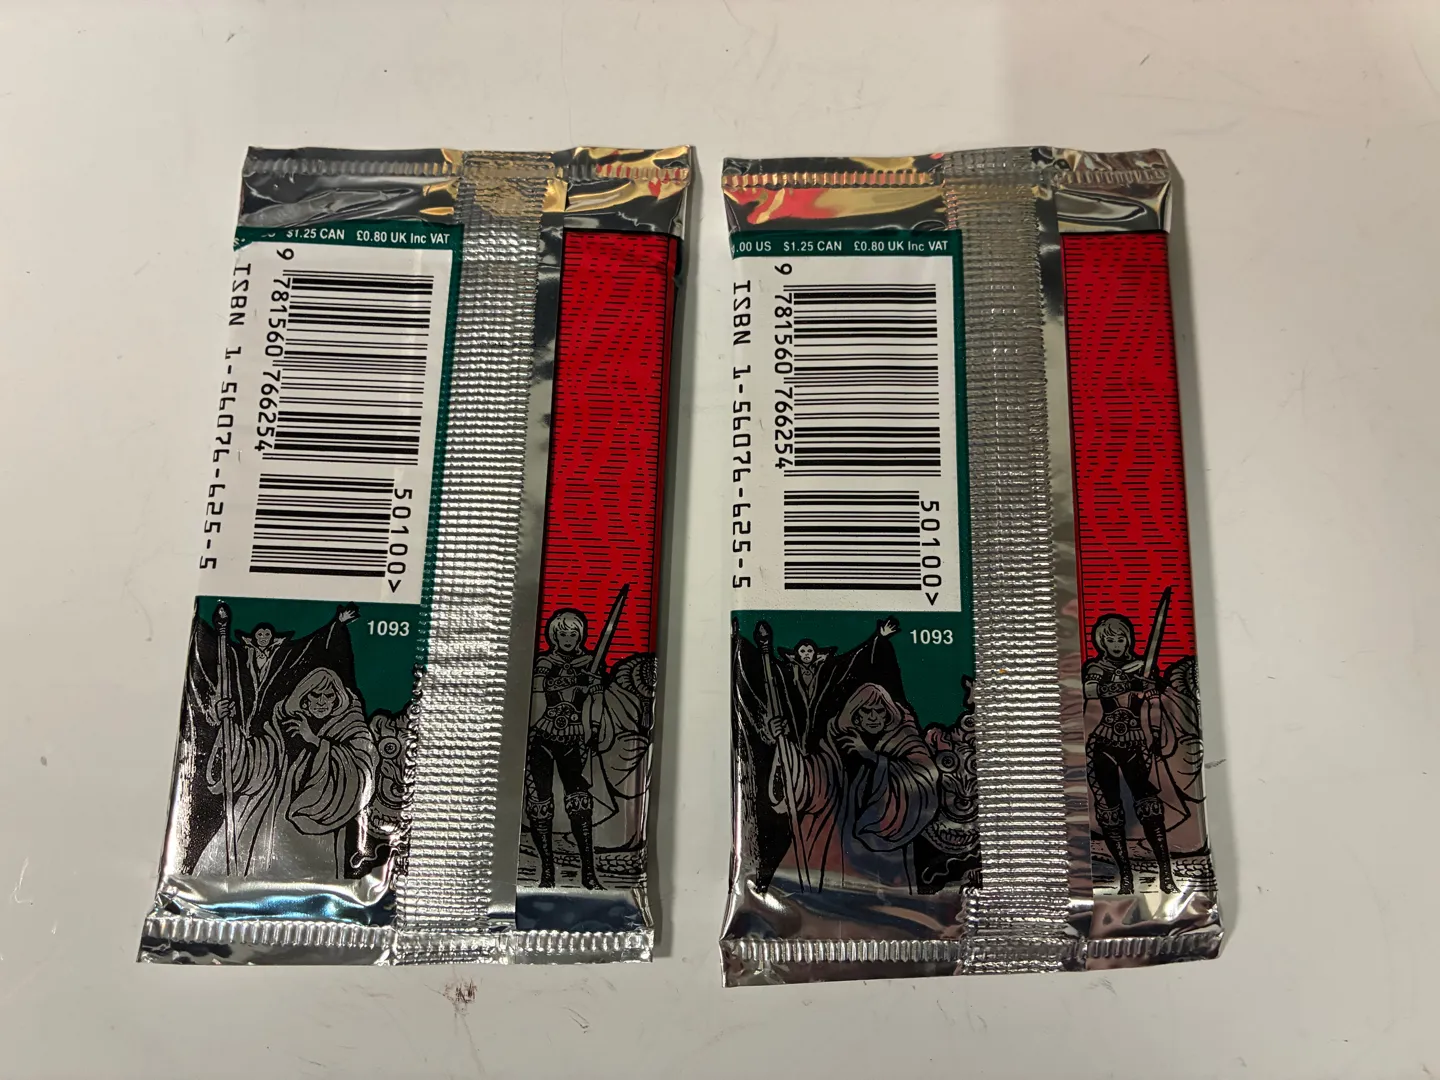 $1.25 CAN £0.80 UK Inc VAT
9 781560 766254
50100>
ISBN 1-56076-625-5
1093
.00 US $1.25 CAN £0.80 UK Inc VAT
9 781560 766254
50100>
ISBN 1-56076-625-5
1093